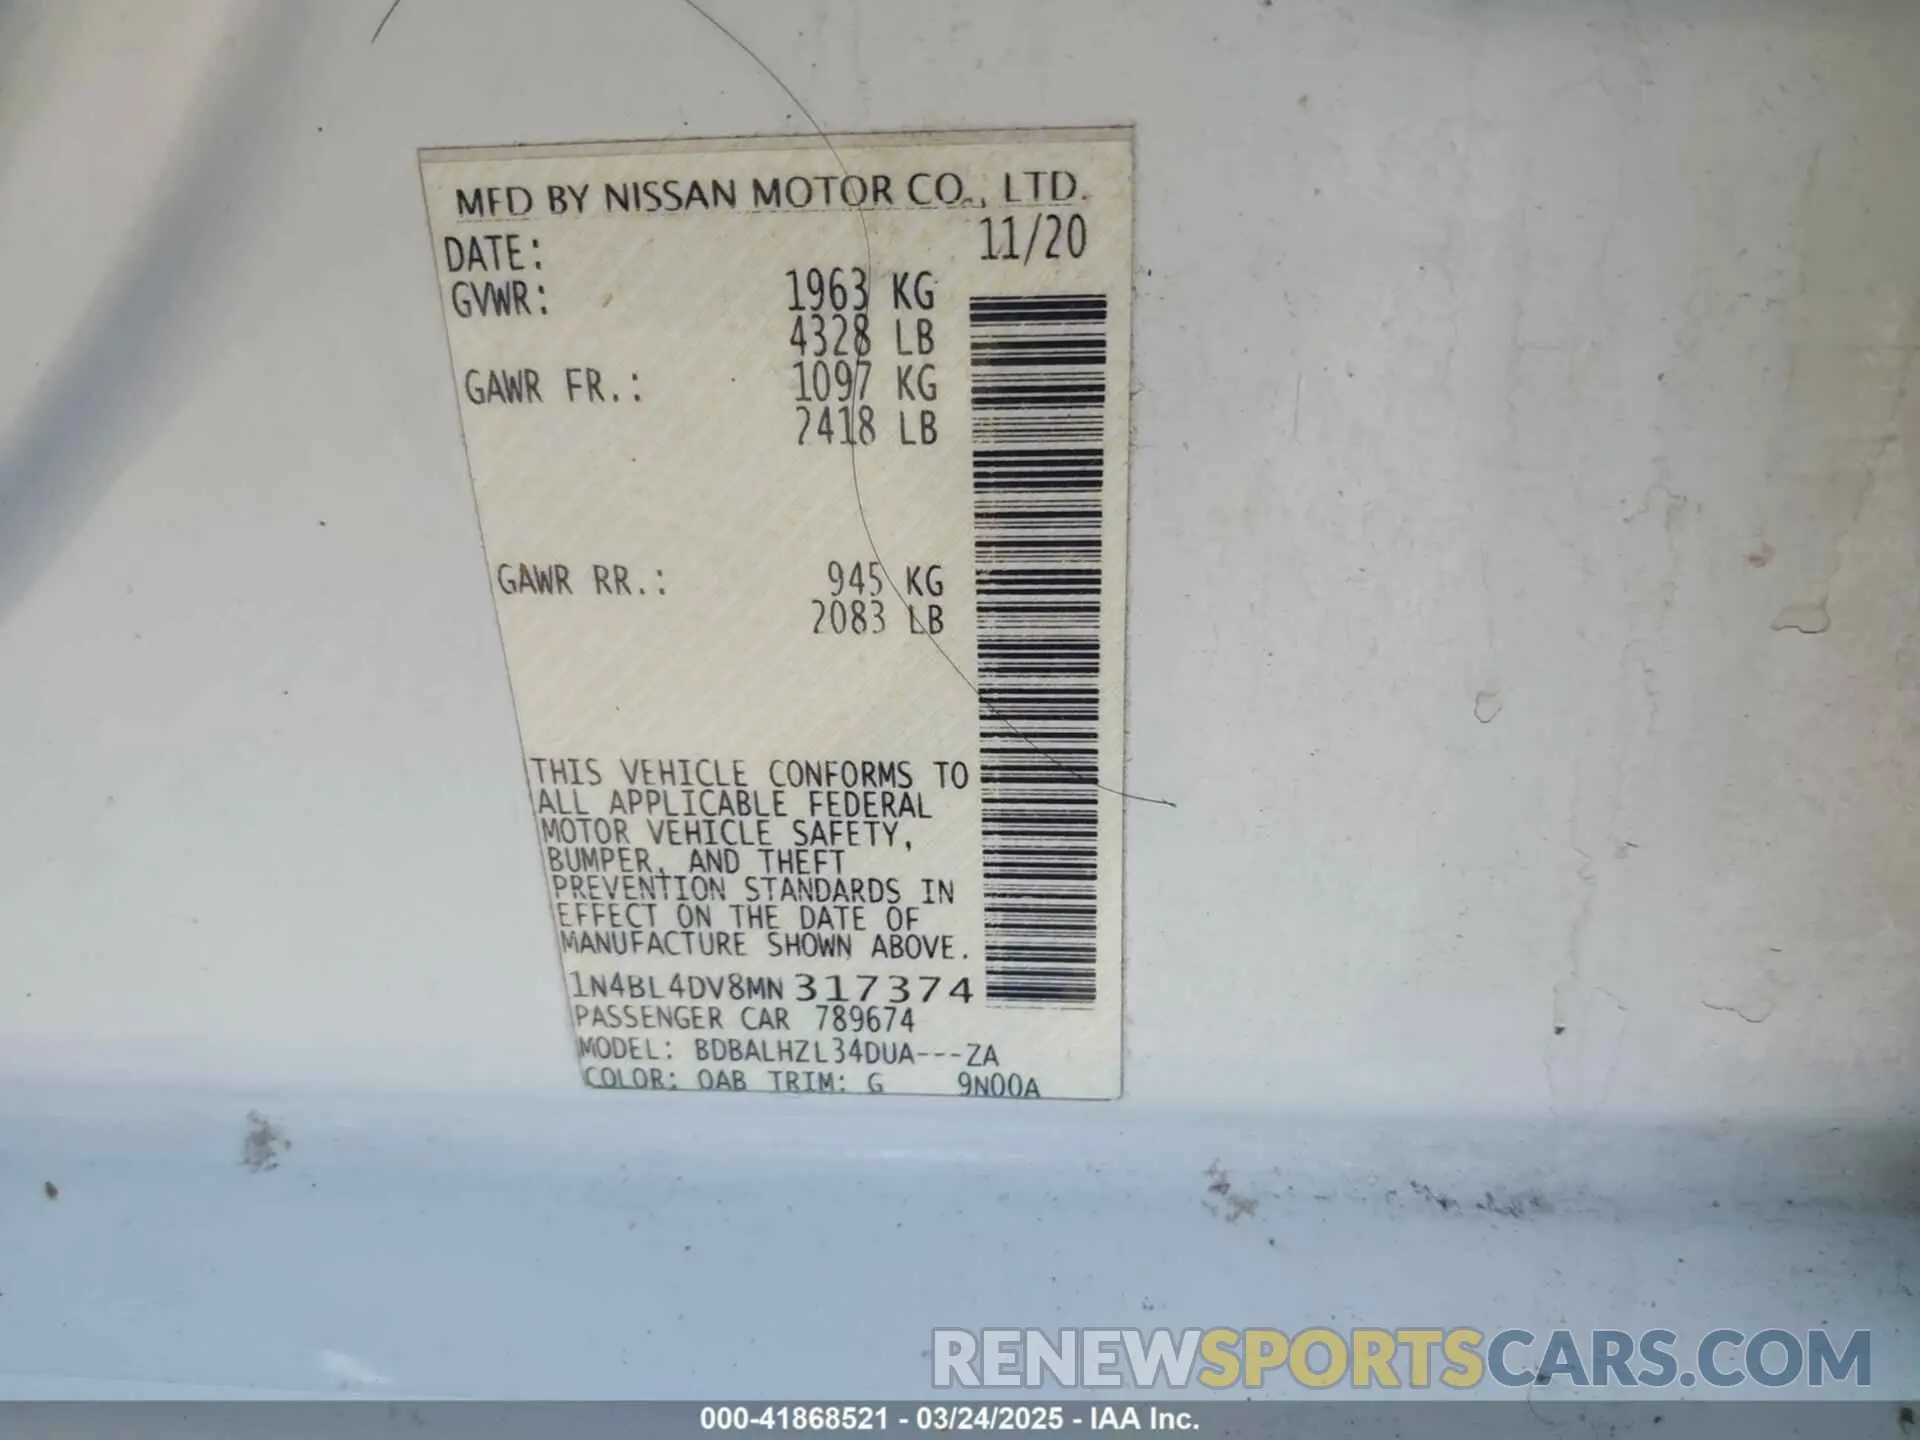 MFD BY NISSAN MOTOR CO., LTD.
DATE: 11/20
GVWR: 1963 KG
4328 LB
GAWR FR.: 1097 KG
2418 LB
GAWR RR.: 945 KG
2083 LB
THIS VEHICLE CONFORMS TO
ALL APPLICABLE FEDERAL
MOTOR VEHICLE SAFETY,
BUMPER, AND THEFT
PREVENTION STANDARDS IN
EFFECT ON THE DATE OF
MANUFACTURE SHOWN ABOVE.
1N4BL4DV8MN317374
PASSENGER CAR 789674
MODEL: BDBALHZL34DUA---ZA
COLOR: QAB TRIM: G 9N00A
RENEWSPORTSCARS.COM
000-41868521 - 03/24/2025 - IAA Inc.